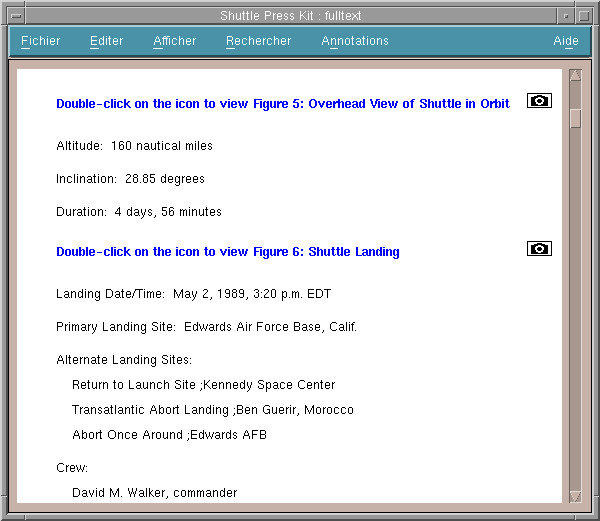 Shuttle Press Kit : fulltext
Fichier Editer Afficher Rechercher Annotations Aide
Double-click on the icon to view Figure 5: Overhead View of Shuttle in Orbit
Altitude: 160 nautical miles
Inclination: 28.85 degrees
Duration: 4 days, 56 minutes
Double-click on the icon to view Figure 6: Shuttle Landing
Landing Date/Time: May 2, 1989, 3:20 p.m. EDT
Primary Landing Site: Edwards Air Force Base, Calif.
Alternate Landing Sites:
Return to Launch Site ;Kennedy Space Center
Transatlantic Abort Landing ;Ben Guerir, Morocco
Abort Once Around ;Edwards AFB
Crew:
David M. Walker, commander